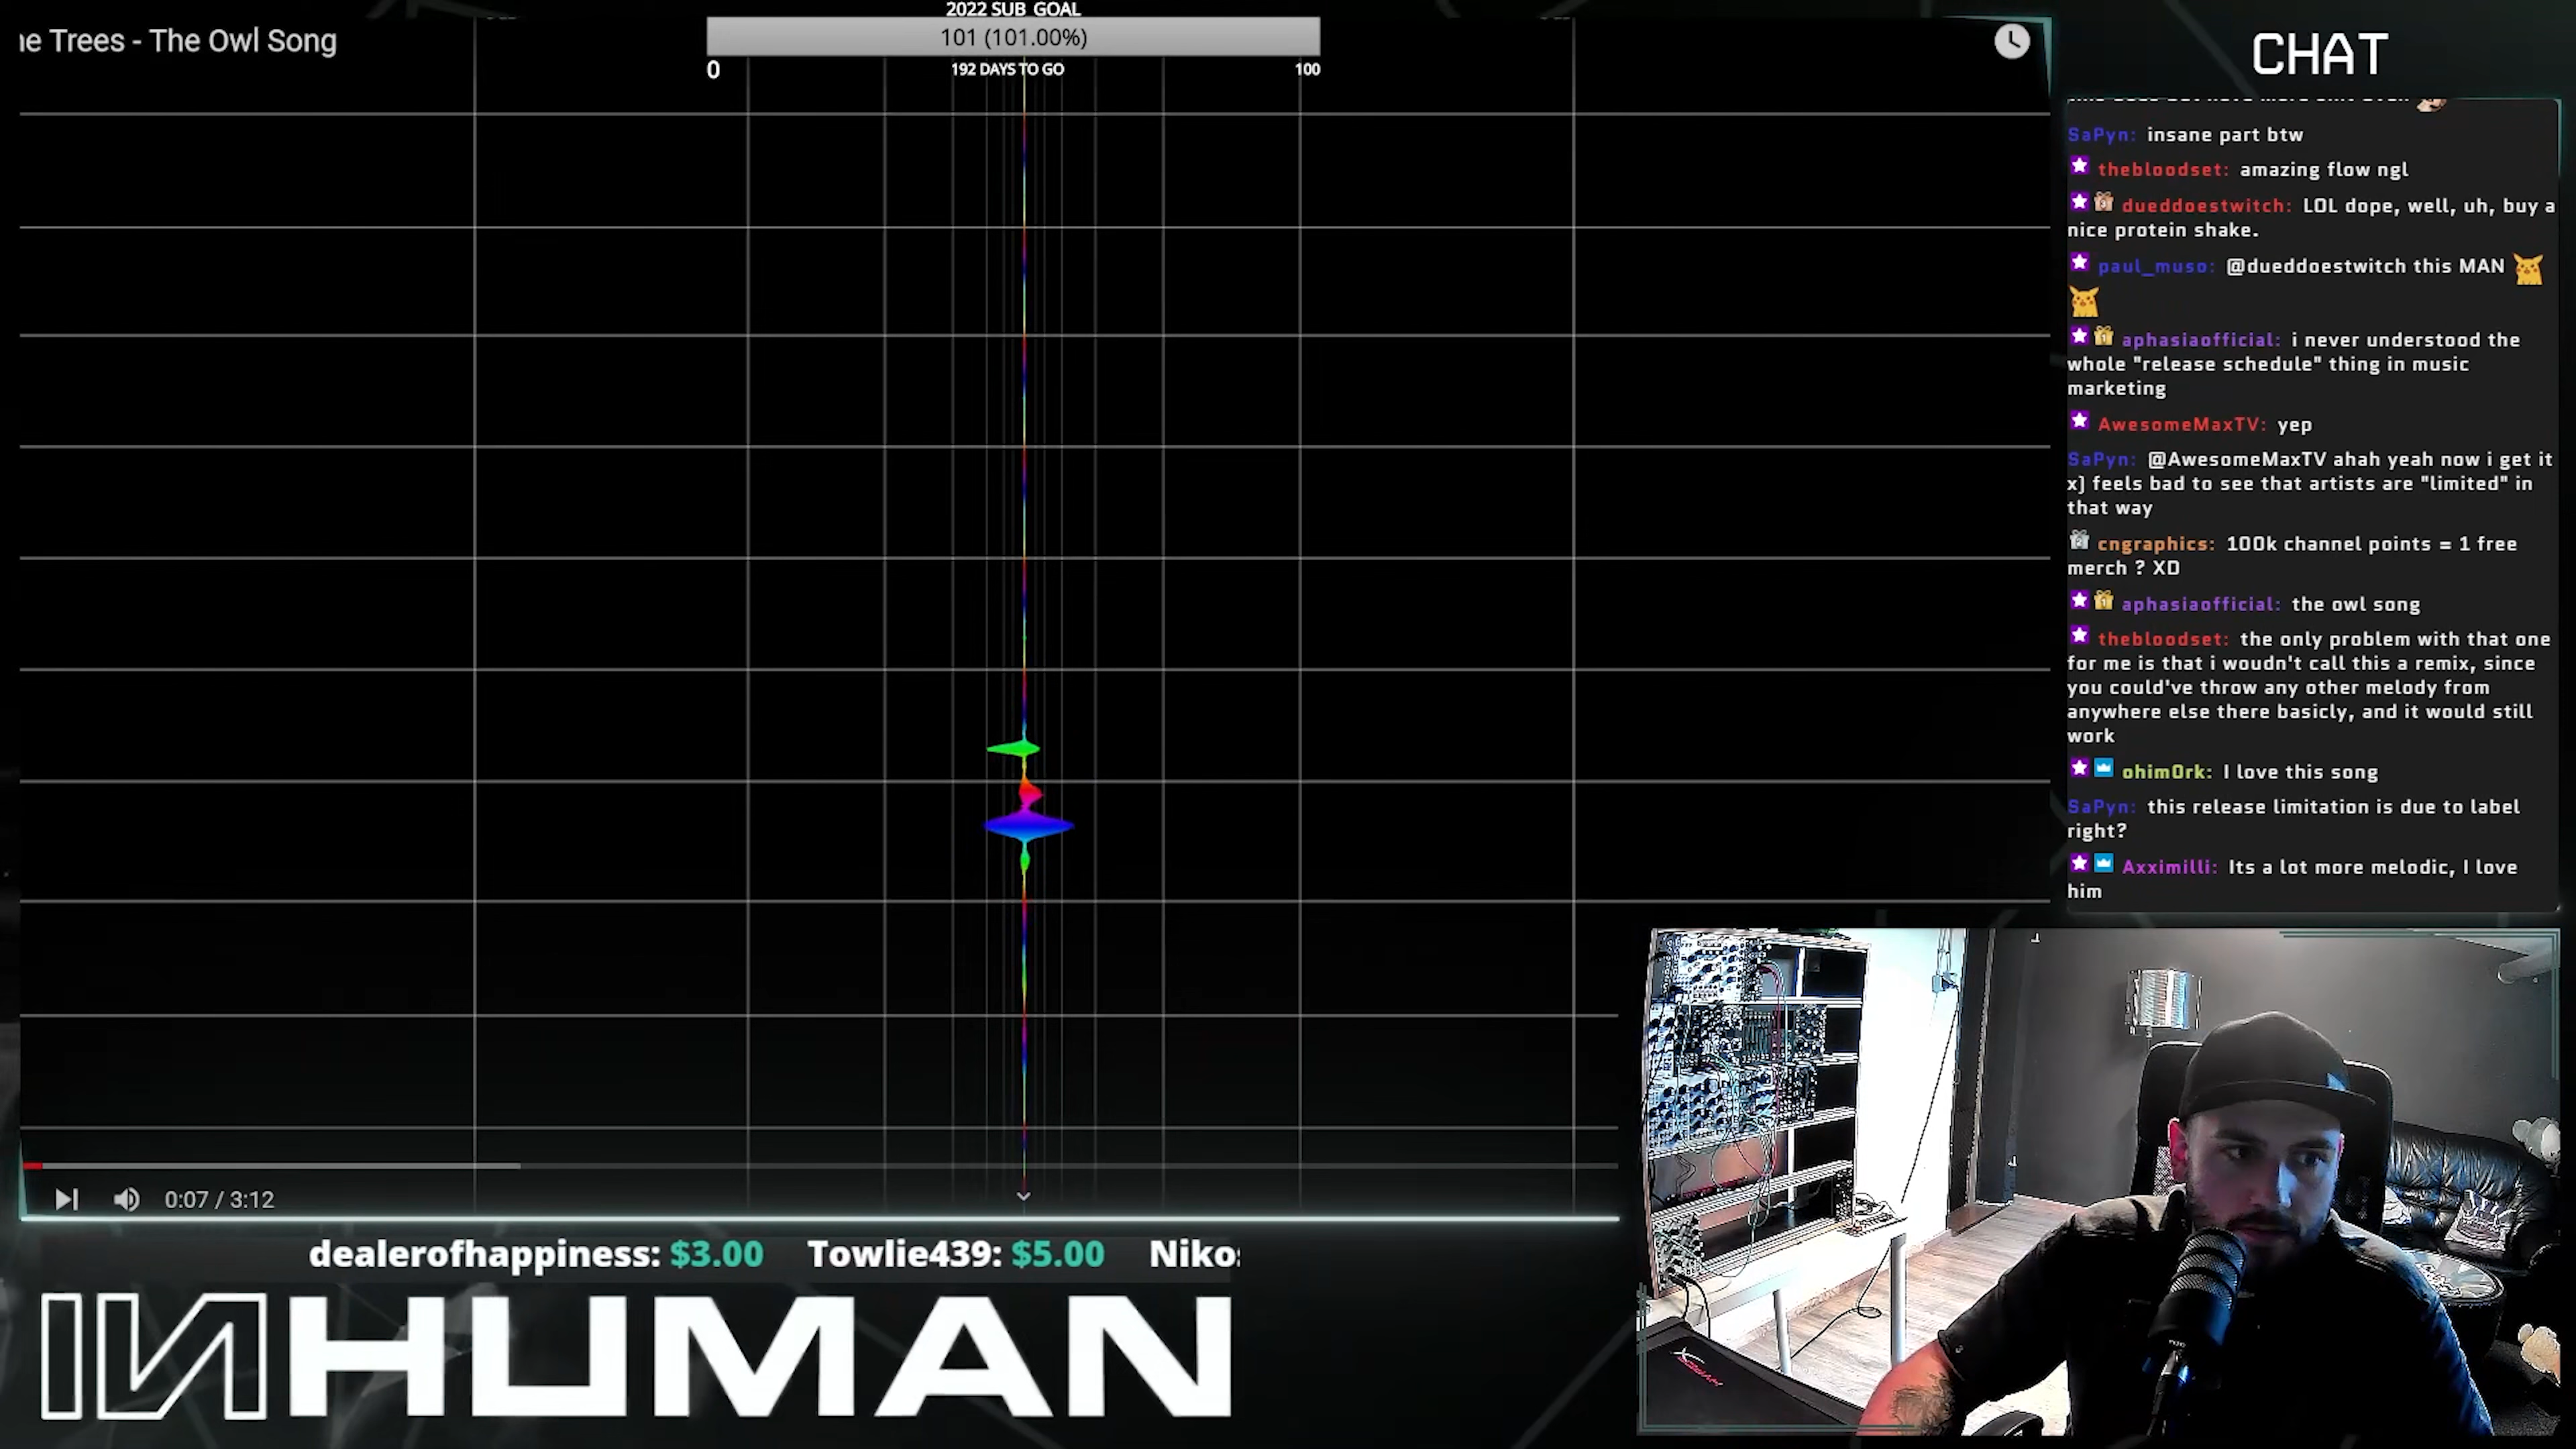 2022 SUB GOAL
101 (101.00%)
0
192 DAYS TO GO
100
Trees - The Owl Song
CHAT
SaPyn: insane part btw
thebloodset: amazing flow ngl
dueddoestwitch: LOL dope, well, uh, buy a
nice protein shake.
paul_muso: @dueddoestwitch this MAN
aphasiaofficial: i never understood the
whole "release schedule" thing in music
marketing
AwesomeMaxTV: yep
SaPyn: @AwesomeMaxTV ahah yeah now i get it
x) feels bad to see that artists are "limited" in
that way
cngraphics: 100k channel points = 1 free
merch ? XD
aphasiaofficial: the owl song
thebloodset: the only problem with that one
for me is that i woudn't call this a remix, since
you could've throw any other melody from
anywhere else there basicly, and it would still
work
ohim0rk: I love this song
SaPyn: this release limitation is due to label
right?
Axximilli: Its a lot more melodic, I love
him
0:07 / 3:12
dealerofhappiness: $3.00 Towlie439: $5.00 Niko
INHUMAN